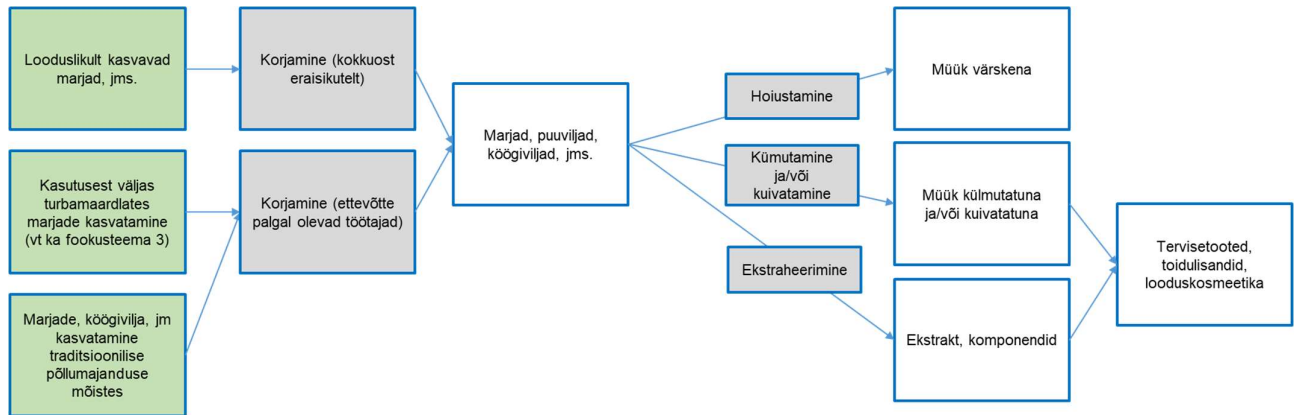 Looduslikult kasvavad
marjad, jms.
Kasutusest väljas
turbamaardlates
marjade kasvatamine
(vt ka fookusteema 3)
Marjade, köögivilja, jm
kasvatamine
traditsioonilise
põllumajanduse
mõistes
Korjamine (kokkuost
eraisikutelt)
Korjamine (ettevõtte
palgal olevad töötajad)
Marjad, puuviljad,
köögiviljad, jms.
Hoiustamine
Kümutamine
ja/või
kuivatamine
Ekstraheerimine
Müük värskena
Müük külmutatuna
ja/või kuivatatuna
Ekstrakt, komponendid
Tervisetooted,
toidulisandid,
looduskosmeetika